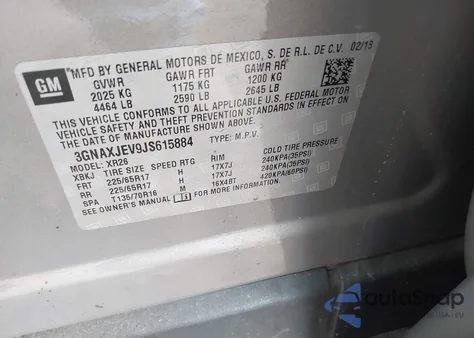 GM
MFD BY GENERAL MOTORS DE MEXICO, S. DE R.L. DE C.V. 02/18
GVWR GAWR FRT GAWR RR
2025 KG 1175 KG 1200 KG
4464 LB 2590 LB 2645 LB
THIS VEHICLE CONFORMS TO ALL APPLICABLE U.S. FEDERAL
MOTOR VEHICLE SAFETY, BUMPER, AND
THEFT PREVENTION STANDARDS IN EFFECT ON THE DATE OF
MANUFACTURE SHOWN ABOVE.
3GNAXJEV9JS615884 TYPE: M.P.V.
MODEL: XR26
XBKJ TIRE SIZE SPEED RTG RIM COLD TIRE PRESSURE
FRT 225/65R17 H 17X7J 240KPA(35PSI)
RR 225/65R17 H 17X7J 240KPA(35PSI)
SPA T135/70R16 M 16X4BT 420KPA(60PSI)
SEE OWNER'S MANUAL FOR ADDITIONAL INFORMATION.
AutoSnap